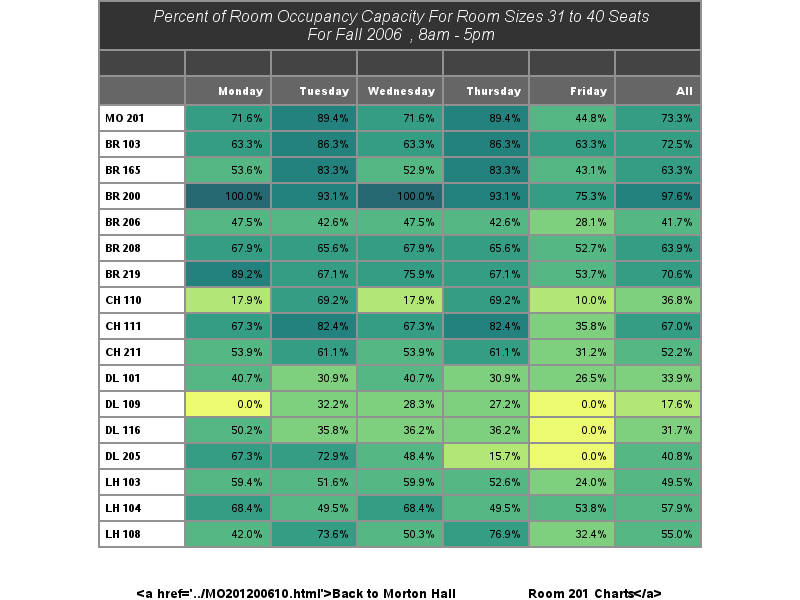 Percent of Room Occupancy Capacity For Room Sizes 31 to 40 Seats
For Fall 2006 , 8am - 5pm
Monday Tuesday Wednesday Thursday Friday All
MO 201 71.6% 89.4% 71.6% 89.4% 44.8% 73.3%
BR 103 63.3% 86.3% 63.3% 86.3% 63.3% 72.5%
BR 165 53.6% 83.3% 52.9% 83.3% 43.1% 63.3%
BR 200 100.0% 93.1% 100.0% 93.1% 75.3% 97.6%
BR 206 47.5% 42.6% 47.5% 42.6% 28.1% 41.7%
BR 208 67.9% 65.6% 67.9% 65.6% 52.7% 63.9%
BR 219 89.2% 67.1% 75.9% 67.1% 53.7% 70.6%
CH 110 17.9% 69.2% 17.9% 69.2% 10.0% 36.8%
CH 111 67.3% 82.4% 67.3% 82.4% 35.8% 67.0%
CH 211 53.9% 61.1% 53.9% 61.1% 31.2% 52.2%
DL 101 40.7% 30.9% 40.7% 30.9% 26.5% 33.9%
DL 109 0.0% 32.2% 28.3% 27.2% 0.0% 17.6%
DL 116 50.2% 35.8% 36.2% 36.2% 0.0% 31.7%
DL 205 67.3% 72.9% 48.4% 15.7% 0.0% 40.8%
LH 103 59.4% 51.6% 59.9% 52.6% 24.0% 49.5%
LH 104 68.4% 49.5% 68.4% 49.5% 53.8% 57.9%
LH 108 42.0% 73.6% 50.3% 76.9% 32.4% 55.0%
<a href='../MO201200610.html'>Back to Morton Hall Room 201 Charts</a>